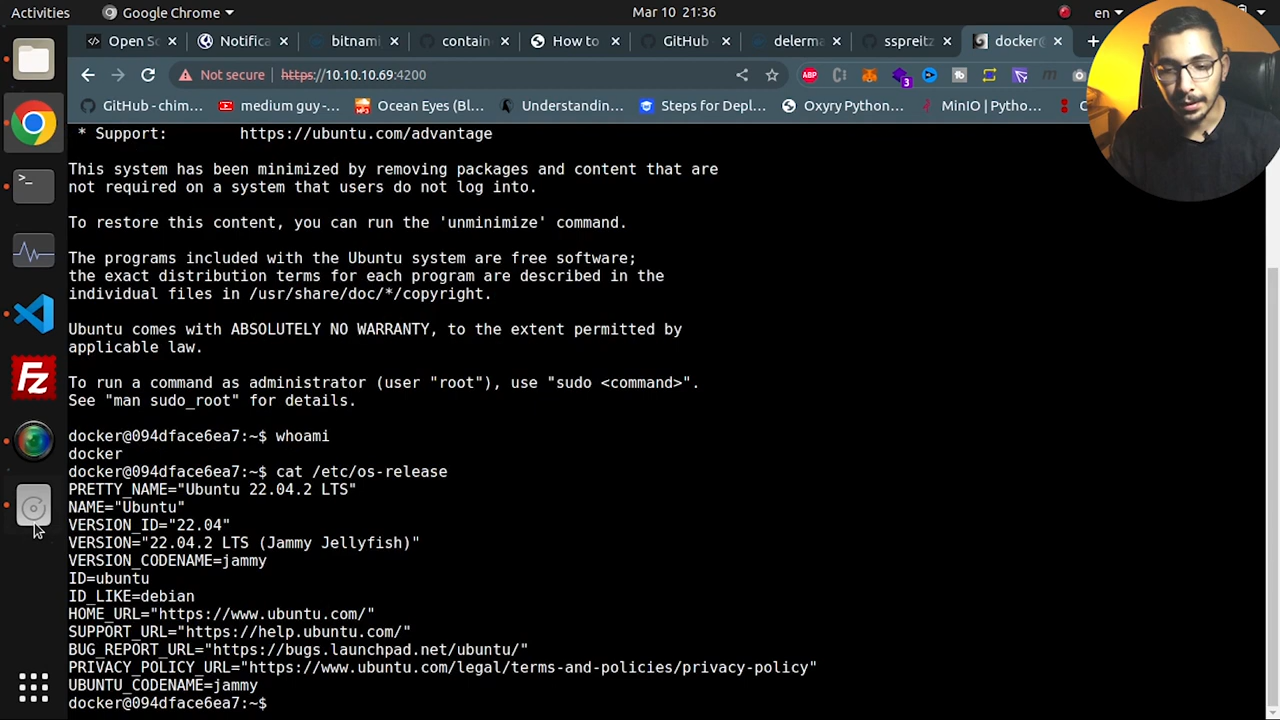 Activities
Google Chrome
Mar 10 21:36
en
Open Sc
Notifica
bitnami
contain
How to
GitHub
delerma
sspreitz
docker@
Not secure
https://10.10.10.69:4200
ABP
3
GitHub - chim...
medium guy -...
Ocean Eyes (Bl...
Understanding...
Steps for Depl...
Oxyry Python...
MinIO | Pytho...
* Support:        https://ubuntu.com/advantage
This system has been minimized by removing packages and content that are
not required on a system that users do not log into.
To restore this content, you can run the 'unminimize' command.
The programs included with the Ubuntu system are free software;
the exact distribution terms for each program are described in the
individual files in /usr/share/doc/*/copyright.
Ubuntu comes with ABSOLUTELY NO WARRANTY, to the extent permitted by
applicable law.
To run a command as administrator (user "root"), use "sudo <command>".
See "man sudo_root" for details.
docker@094dface6ea7:~$ whoami
docker
docker@094dface6ea7:~$ cat /etc/os-release
PRETTY_NAME="Ubuntu 22.04.2 LTS"
NAME="Ubuntu"
VERSION_ID="22.04"
VERSION="22.04.2 LTS (Jammy Jellyfish)"
VERSION_CODENAME=jammy
ID=ubuntu
ID_LIKE=debian
HOME_URL="https://www.ubuntu.com/"
SUPPORT_URL="https://help.ubuntu.com/"
BUG_REPORT_URL="https://bugs.launchpad.net/ubuntu/"
PRIVACY_POLICY_URL="https://www.ubuntu.com/legal/terms-and-policies/privacy-policy"
UBUNTU_CODENAME=jammy
docker@094dface6ea7:~$
Fz